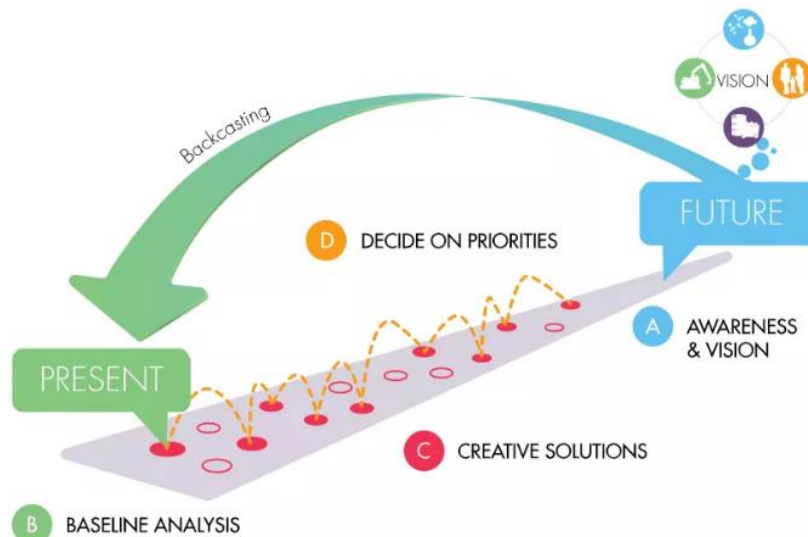 VISION
Backcasting
FUTURE
D DECIDE ON PRIORITIES
A AWARENESS
& VISION
PRESENT
C CREATIVE SOLUTIONS
B BASELINE ANALYSIS